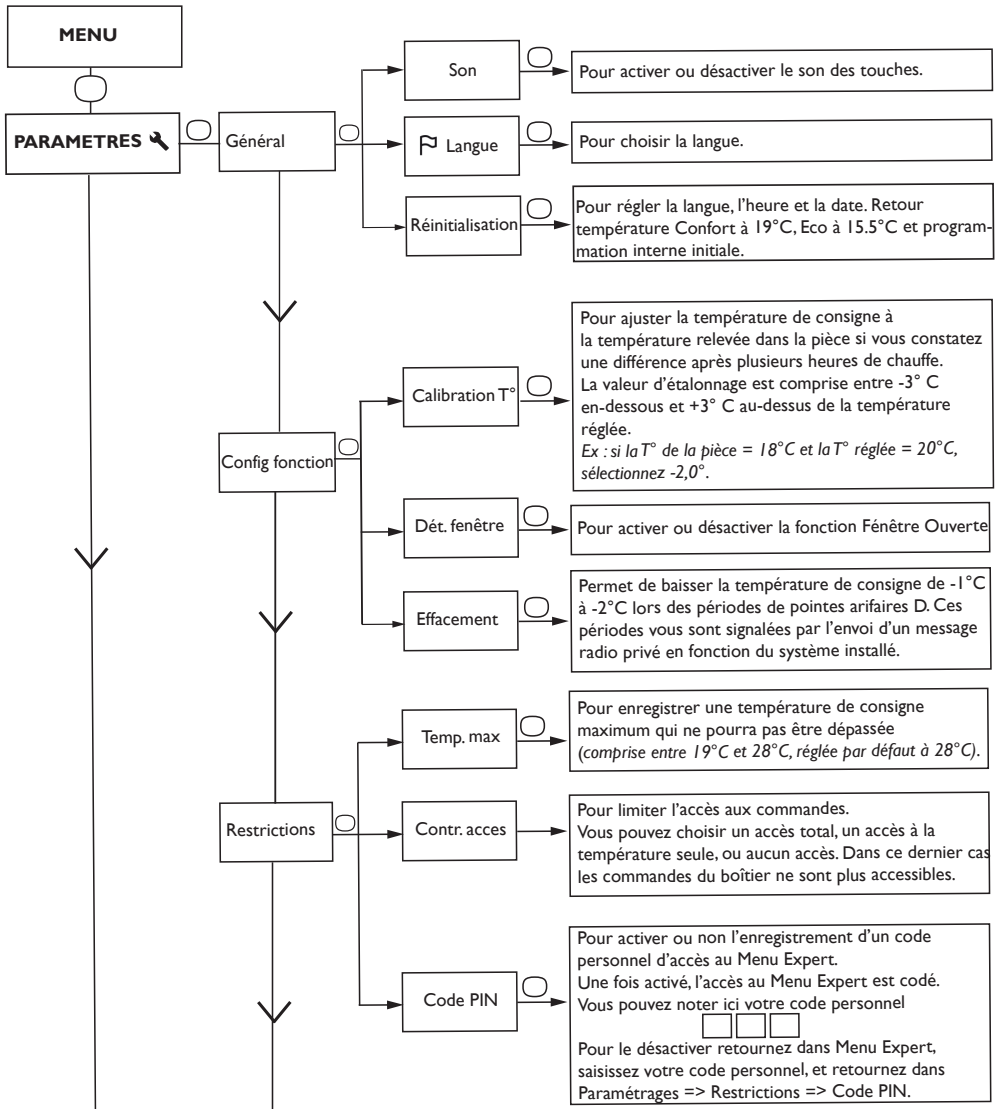 MENU
PARAMETRES
Général
Son
Pour activer ou désactiver le son des touches.
Langue
Pour choisir la langue.
Réinitialisation
Pour régler la langue, l'heure et la date. Retour
température Confort à 19°C, Eco à 15.5°C et program-
mation interne initiale.
Config fonction
Calibration T°
Pour ajuster la température de consigne à
la température relevée dans la pièce si vous constatez
une différence après plusieurs heures de chauffe.
La valeur d'étalonnage est comprise entre -3° C
en-dessous et +3° C au-dessus de la température
réglée.
Ex : si la T° de la pièce = 18°C et la T° réglée = 20°C,
sélectionnez -2,0°.
Dét. fenêtre
Pour activer ou désactiver la fonction Fénêtre Ouverte
Effacement
Permet de baisser la température de consigne de -1°C
à -2°C lors des périodes de pointes arifaires D. Ces
périodes vous sont signalées par l'envoi d'un message
radio privé en fonction du système installé.
Restrictions
Temp. max
Pour enregistrer une température de consigne
maximum qui ne pourra pas être dépassée
(comprise entre 19°C et 28°C, réglée par défaut à 28°C).
Contr. acces
Pour limiter l'accès aux commandes.
Vous pouvez choisir un accès total, un accès à la
température seule, ou aucun accès. Dans ce dernier cas
les commandes du boîtier ne sont plus accessibles.
Code PIN
Pour activer ou non l'enregistrement d'un code
personnel d'accès au Menu Expert.
Une fois activé, l'accès au Menu Expert est codé.
Vous pouvez noter ici votre code personnel
Pour le désactiver retournez dans Menu Expert,
saisissez votre code personnel, et retournez dans
Paramétrages => Restrictions => Code PIN.